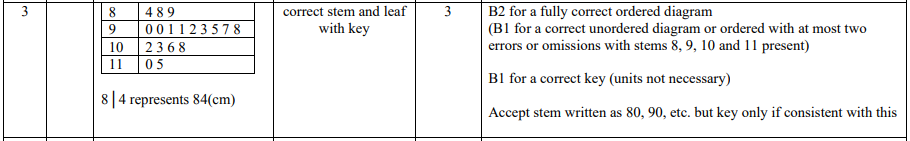 3
8 | 4 8 9
9 | 0 0 1 1 2 3 5 7 8
10 | 2 3 6 8
11 | 0 5
8 | 4 represents 84(cm)
correct stem and leaf
with key
3
B2 for a fully correct ordered diagram
(B1 for a correct unordered diagram or ordered with at most two
errors or omissions with stems 8, 9, 10 and 11 present)
B1 for a correct key (units not necessary)
Accept stem written as 80, 90, etc. but key only if consistent with this